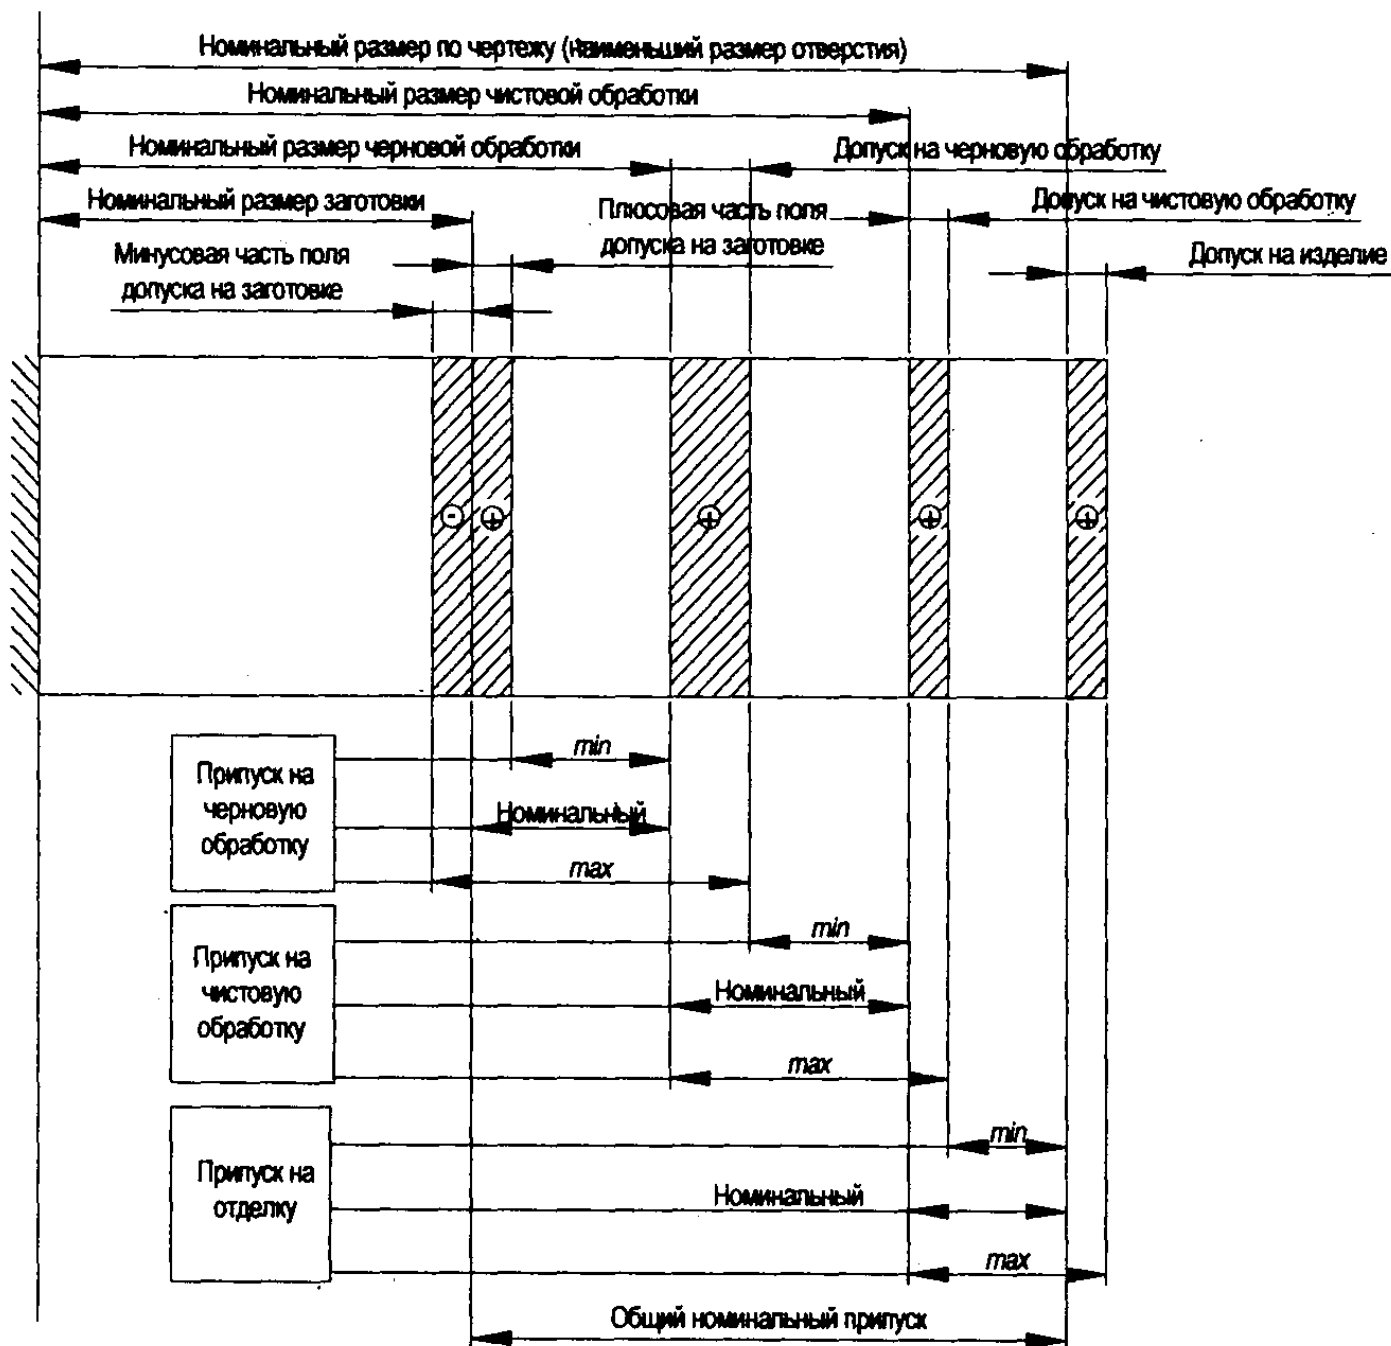 Номинальный размер по чертежу (наименьший размер отверстия)
Номинальный размер чистовой обработки
Номинальный размер черновой обработки
Допуск на черновую обработку
Номинальный размер заготовки
Плюсовая часть поля
допуска на заготовке
Допуск на чистовую обработку
Минусовая часть поля
допуска на заготовке
Допуск на изделие
- + + + +
Припуск на
черновую
обработку
min
Номинальный
max
Припуск на
чистовую
обработку
min
Номинальный
max
Припуск на
отделку
min
Номинальный
max
Общий номинальный припуск